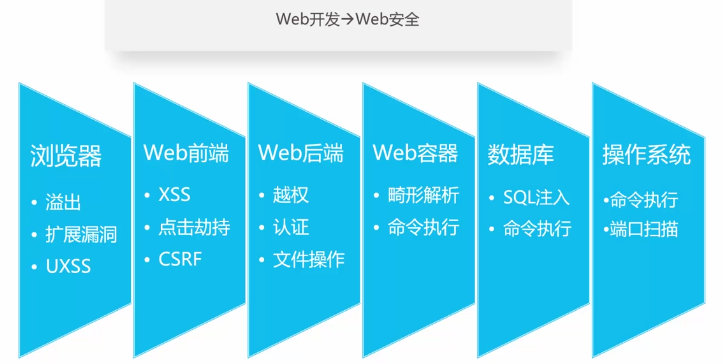 Web开发→Web安全
浏览器
• 溢出
• 扩展漏洞
• UXSS
Web前端
• XSS
• 点击劫持
• CSRF
Web后端
• 越权
• 认证
• 文件操作
Web容器
• 畸形解析
• 命令执行
数据库
• SQL注入
• 命令执行
操作系统
•命令执行
•端口扫描